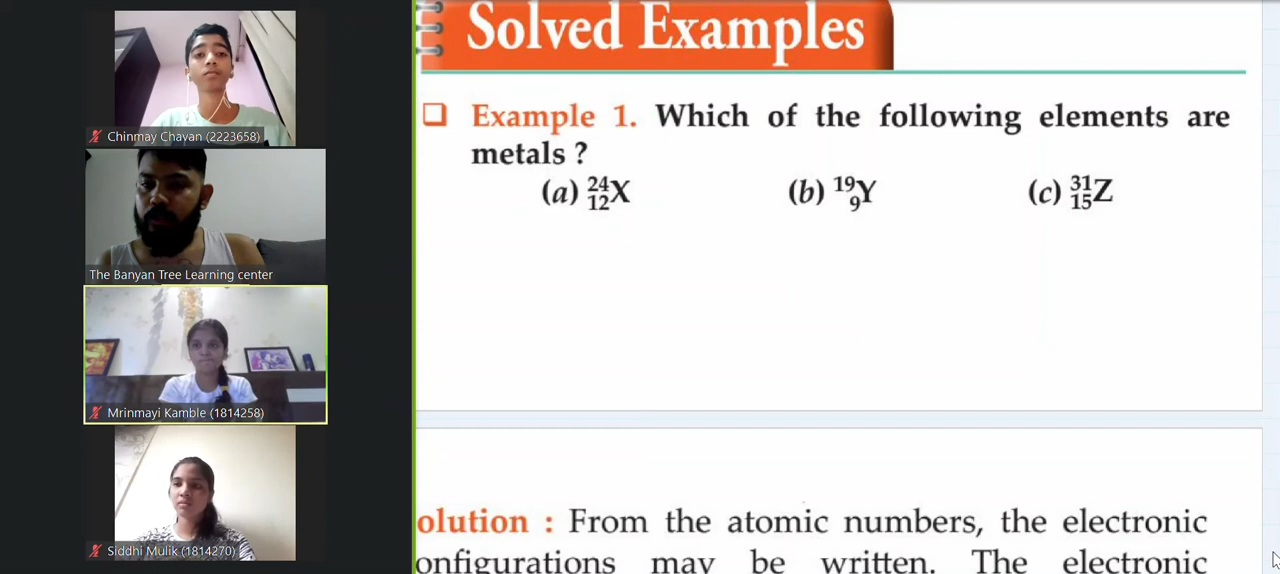 Chinmay Chavan (2223658)
The Banyan Tree Learning center
Mrinmayi Kamble (1814258)
Siddhi Mulik (1814270)
Solved Examples
❑ Example 1. Which of the following elements are
metals ?
(a) ²⁴₁₂X (b) ¹⁹₉Y (c) ³¹₁₅Z
olution : From the atomic numbers, the electronic
onfigurations may be written. The electronic